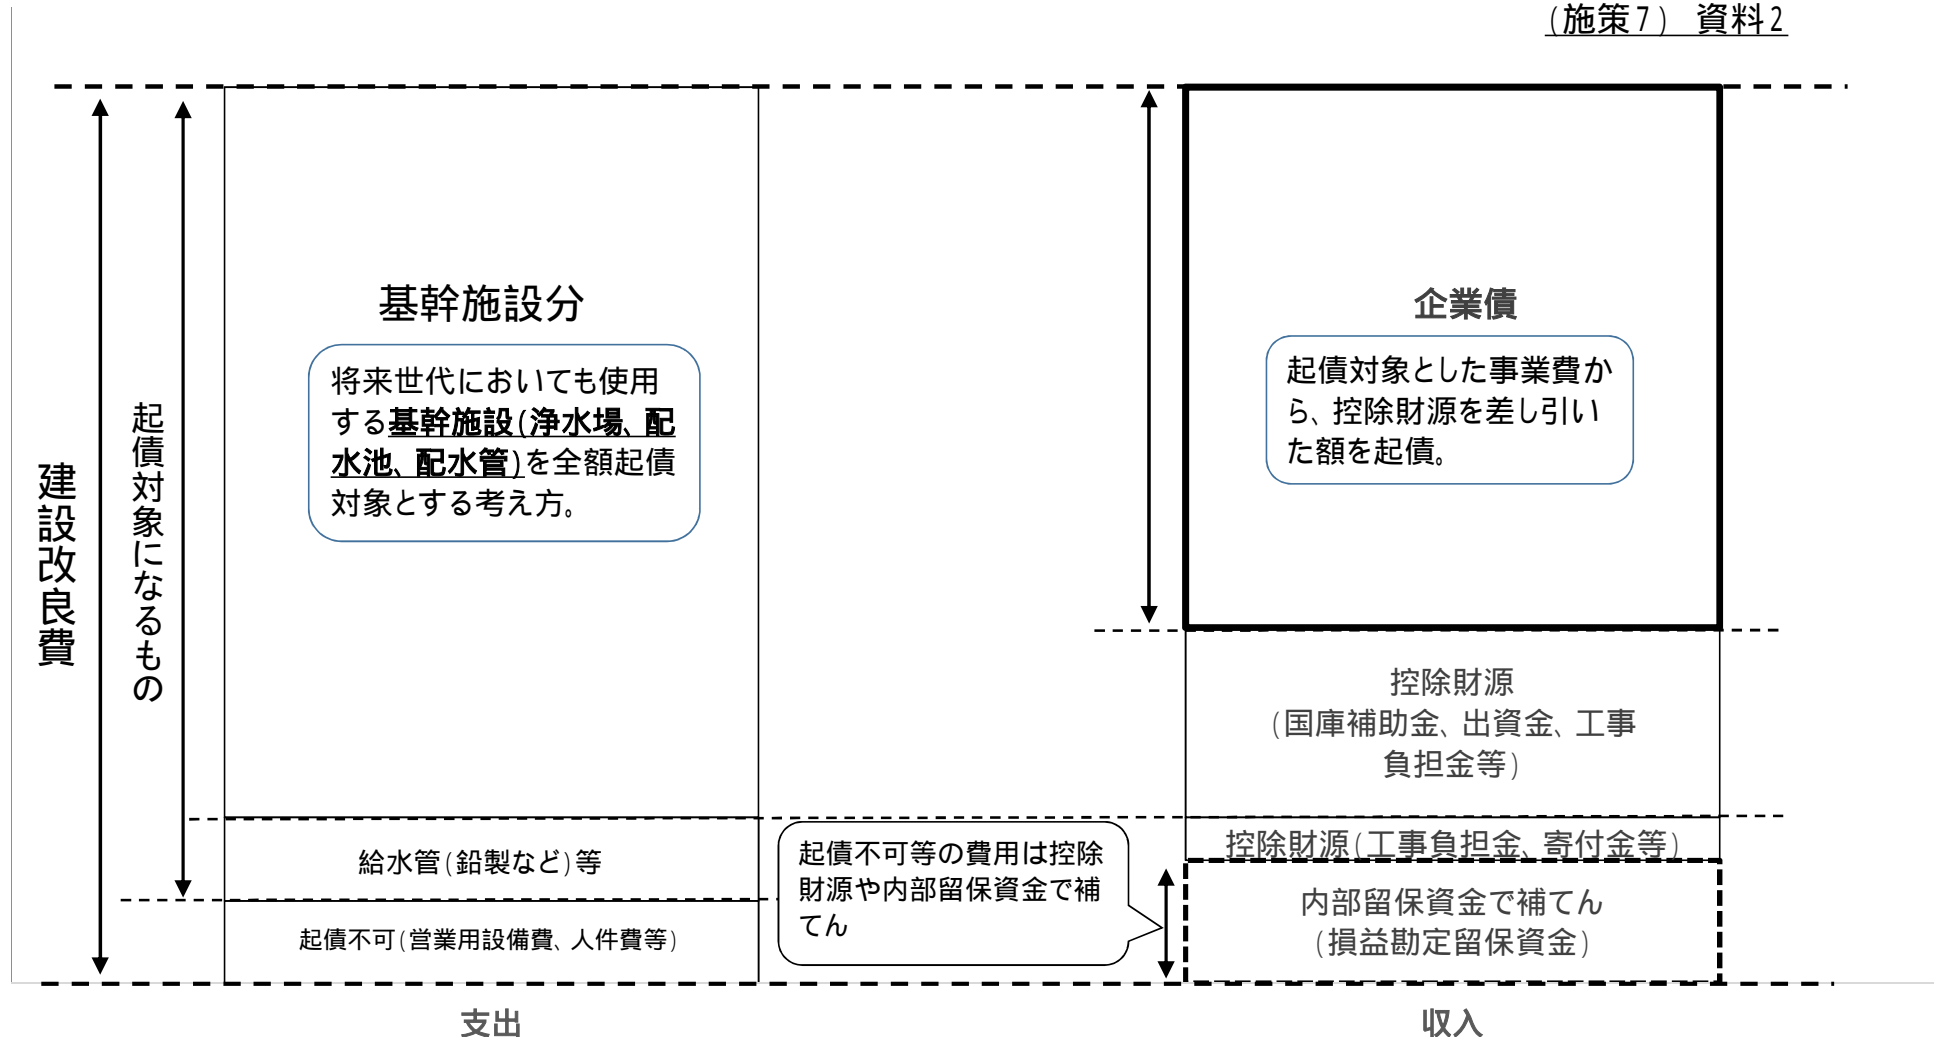 (施策7) 資料2
建設改良費
起債対象になるもの
基幹施設分
将来世代においても使用
する基幹施設(浄水場、配
水池、配水管)を全額起債
対象とする考え方。
給水管(鉛製など)等
起債不可(営業用設備費、人件費等)
支出
起債不可等の費用は控除
財源や内部留保資金で補
てん
企業債
起債対象とした事業費か
ら、控除財源を差し引い
た額を起債。
控除財源
(国庫補助金、出資金、工事
負担金等)
控除財源(工事負担金、寄付金等)
内部留保資金で補てん
(損益勘定留保資金)
収入